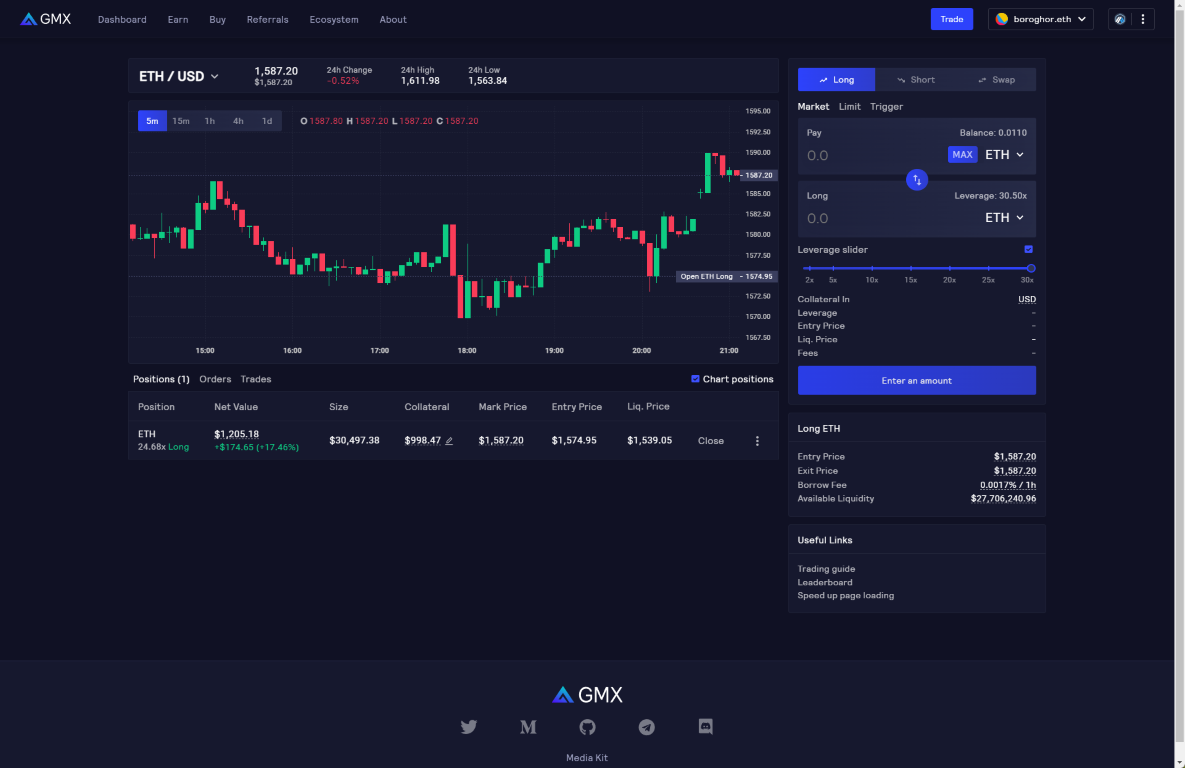 GMX Dashboard Earn Buy Referrals Ecosystem About Trade boroghor.eth
ETH / USD
1,587.20
$1,587.20
24h Change
-0.52%
24h High
1,611.98
24h Low
1,563.84
5m 15m 1h 4h 1d
O 1587.80 H 1587.20 L 1587.20 C 1587.20
1595.00
1592.50
1590.00
1587.20
1585.00
1582.50
1580.00
1577.50
Open ETH Long 1574.95
1572.50
1570.00
1567.50
15:00 16:00 17:00 18:00 19:00 20:00 21:00
Positions (1) Orders Trades Chart positions
Position Net Value Size Collateral Mark Price Entry Price Liq. Price
ETH $1,205.18 $30,497.38 $998.47 $1,587.20 $1,574.95 $1,539.05 Close
24.68x Long +$174.65 (+17.46%)
Long Short Swap
Market Limit Trigger
Pay Balance: 0.0110
0.0 MAX ETH
Long Leverage: 30.50x
0.0 ETH
Leverage slider
2x 5x 10x 15x 20x 25x 30x
Collateral In USD
Leverage -
Entry Price -
Liq. Price -
Fees -
Enter an amount
Long ETH
Entry Price $1,587.20
Exit Price $1,587.20
Borrow Fee 0.0017% / 1h
Available Liquidity $27,706,240.96
Useful Links
Trading guide
Leaderboard
Speed up page loading
GMX
Media Kit